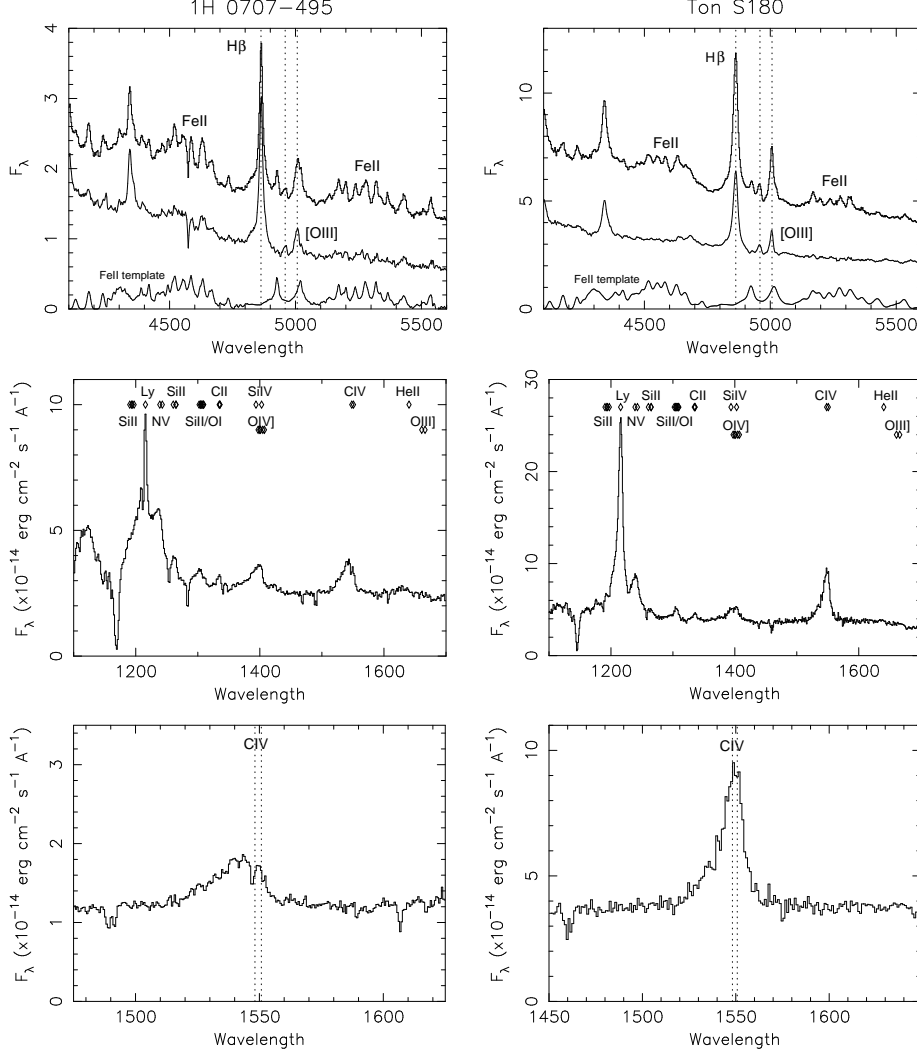 1H 0707−495
Ton S180
4
3
2
1
0
Fλ
Hβ
FeII
FeII
[OIII]
FeII template
4500
5000
5500
Wavelength
10
5
0
Fλ
Hβ
FeII
FeII
[OIII]
FeII template
4500
5000
5500
Wavelength
10
5
0
Fλ (x10−14 erg cm−2 s−1 A−1)
Ly
SiII
CII
SiIV
CIV
HeII
SiII
NV
SiII/OI
OIV]
OIII]
1200
1400
1600
Wavelength
30
20
10
0
Fλ (x10−14 erg cm−2 s−1 A−1)
Ly
SiII
CII
SiIV
CIV
HeII
SiII
NV
SiII/OI
OIV]
OIII]
1200
1400
1600
Wavelength
3
2
1
0
Fλ (x10−14 erg cm−2 s−1 A−1)
CIV
1500
1550
1600
Wavelength
10
5
0
Fλ (x10−14 erg cm−2 s−1 A−1)
CIV
1450
1500
1550
1600
Wavelength